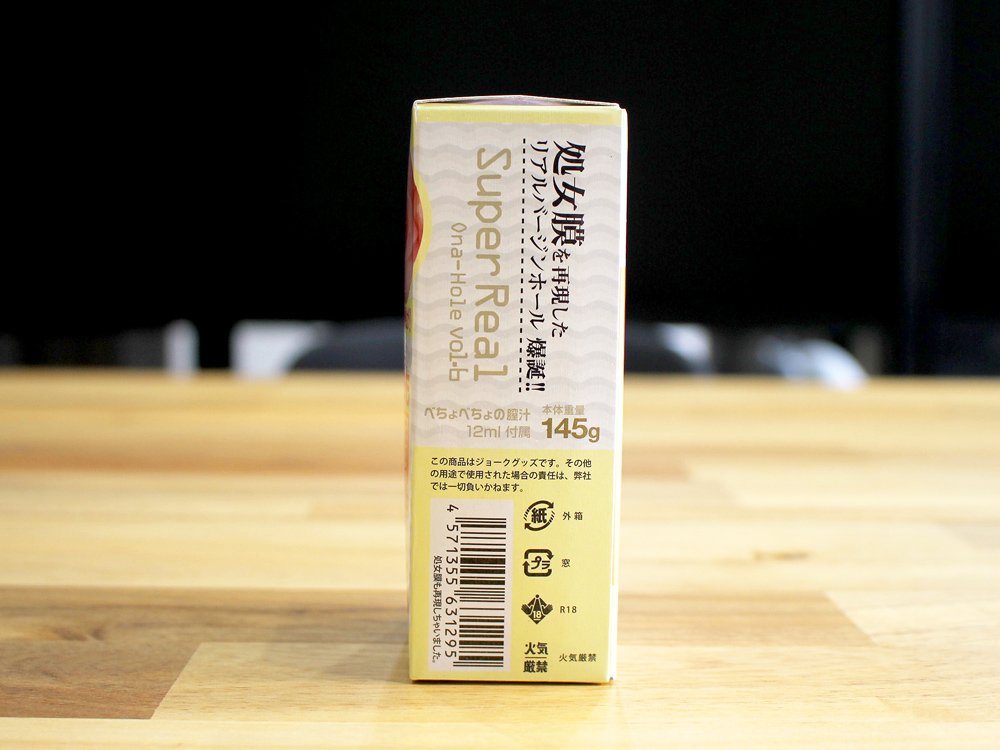 処女膜を再現した
リアルバージンホール 爆誕!!
Super Real
Ona-Hole Vol.6
べちょべちょの膣汁
12ml 付属
本体重量
145g
この商品はジョークグッズです。その他
の用途で使用された場合の責任は、弊社
では一切負いかねます。
紙 外箱
プラ 窓
18 R18
火気
厳禁
火気厳禁
4 571355 631295
処女膜も再現しちゃいました。